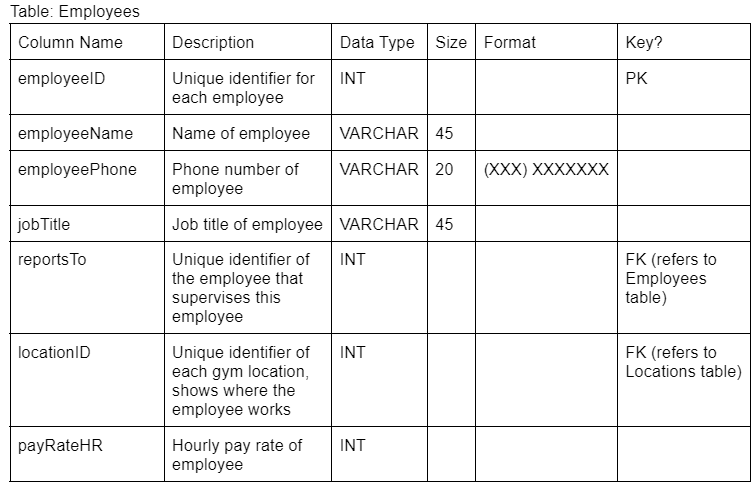 Table: Employees
Column Name Description Data Type Size Format Key?
employeeID Unique identifier for each employee INT PK
employeeName Name of employee VARCHAR 45
employeePhone Phone number of employee VARCHAR 20 (XXX) XXXXXXX
jobTitle Job title of employee VARCHAR 45
reportsTo Unique identifier of the employee that supervises this employee INT FK (refers to Employees table)
locationID Unique identifier of each gym location, shows where the employee works INT FK (refers to Locations table)
payRateHR Hourly pay rate of employee INT